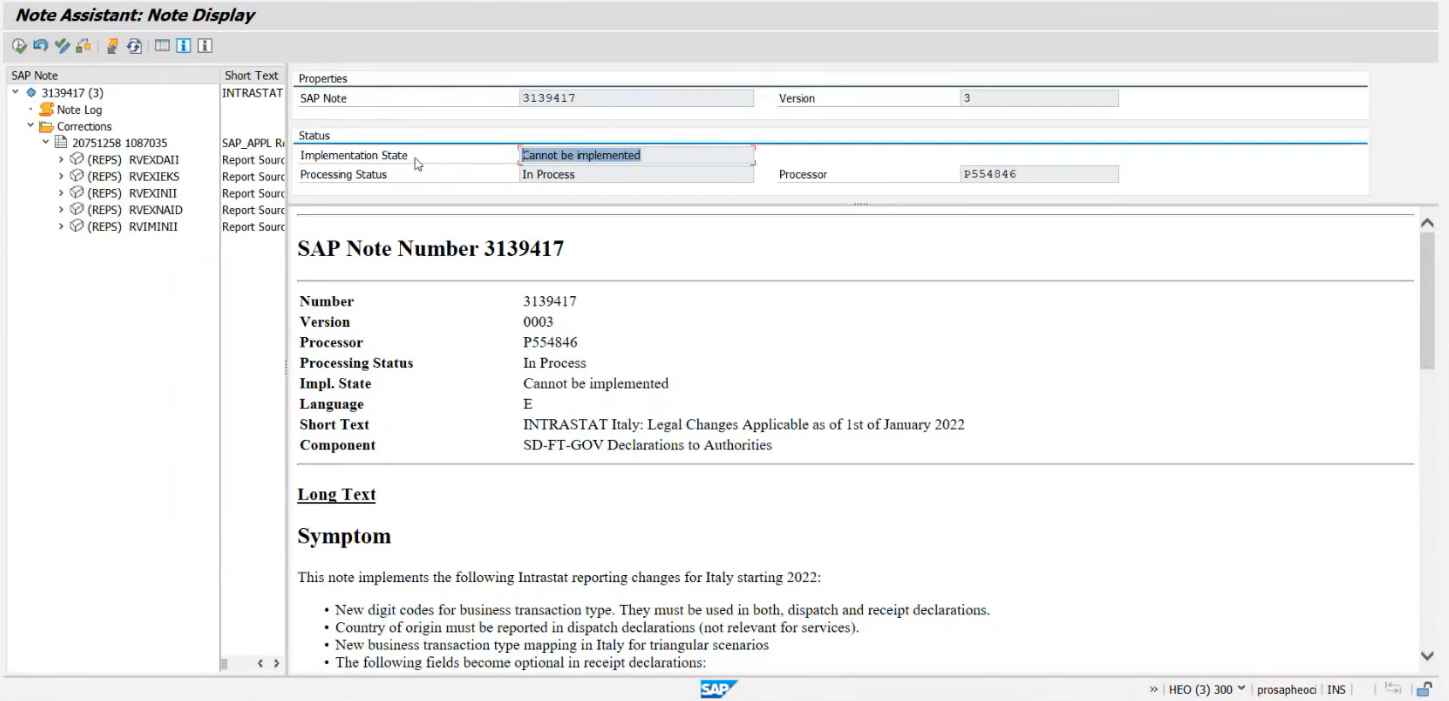 Note Assistant: Note Display
SAP Note Short Text
3139417 (3) INTRASTAT
Note Log
Corrections
20751258 1087035 SAP_APPL Re
(REPS) RVEXDAII Report Sourc
(REPS) RVEXIEKS Report Sourc
(REPS) RVEXINII Report Sourc
(REPS) RVEXNAID Report Sourc
(REPS) RVIMINII Report Sourc
Properties
SAP Note 3139417 Version 3
Status
Implementation State Cannot be implemented
Processing Status In Process Processor P554846
SAP Note Number 3139417
Number 3139417
Version 0003
Processor P554846
Processing Status In Process
Impl. State Cannot be implemented
Language E
Short Text INTRASTAT Italy: Legal Changes Applicable as of 1st of January 2022
Component SD-FT-GOV Declarations to Authorities
Long Text
Symptom
This note implements the following Intrastat reporting changes for Italy starting 2022:
• New digit codes for business transaction type. They must be used in both, dispatch and receipt declarations.
• Country of origin must be reported in dispatch declarations (not relevant for services).
• New business transaction type mapping in Italy for triangular scenarios
• The following fields become optional in receipt declarations:
SAP
» HEO (3) 300 prosapheoci INS